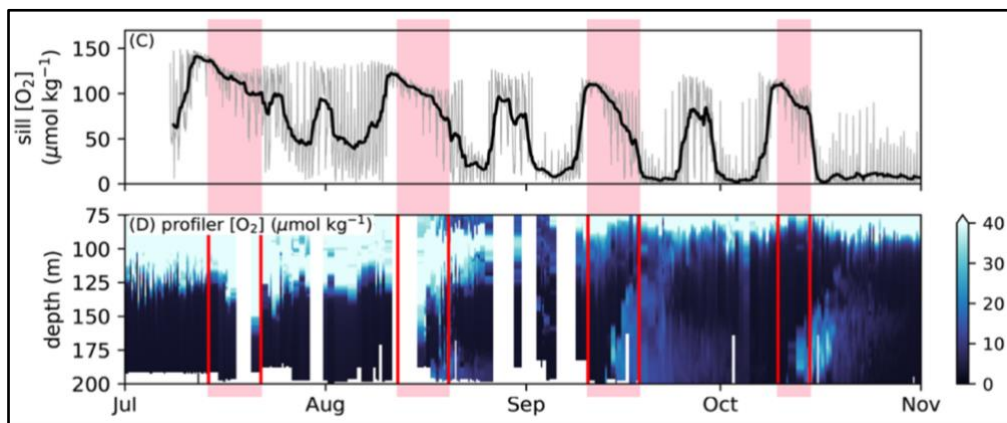 (C)
150
100
50
0
sill [O₂]
(μmol kg⁻¹)
(D) profiler [O₂] (μmol kg⁻¹)
75
100
125
150
175
200
depth (m)
40
30
20
10
0
Jul Aug Sep Oct Nov